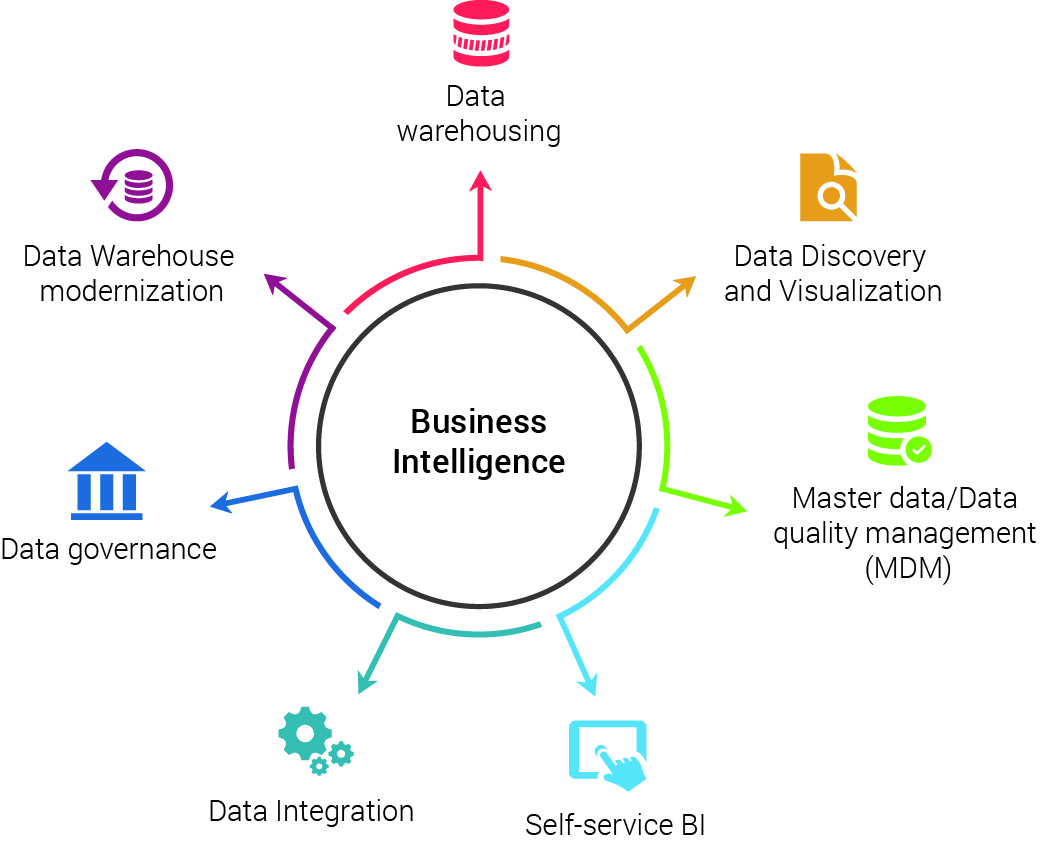 Data
warehousing
Data Warehouse
modernization
Data Discovery
and Visualization
Business
Intelligence
Master data/Data
quality management
(MDM)
Data governance
Data Integration
Self-service BI